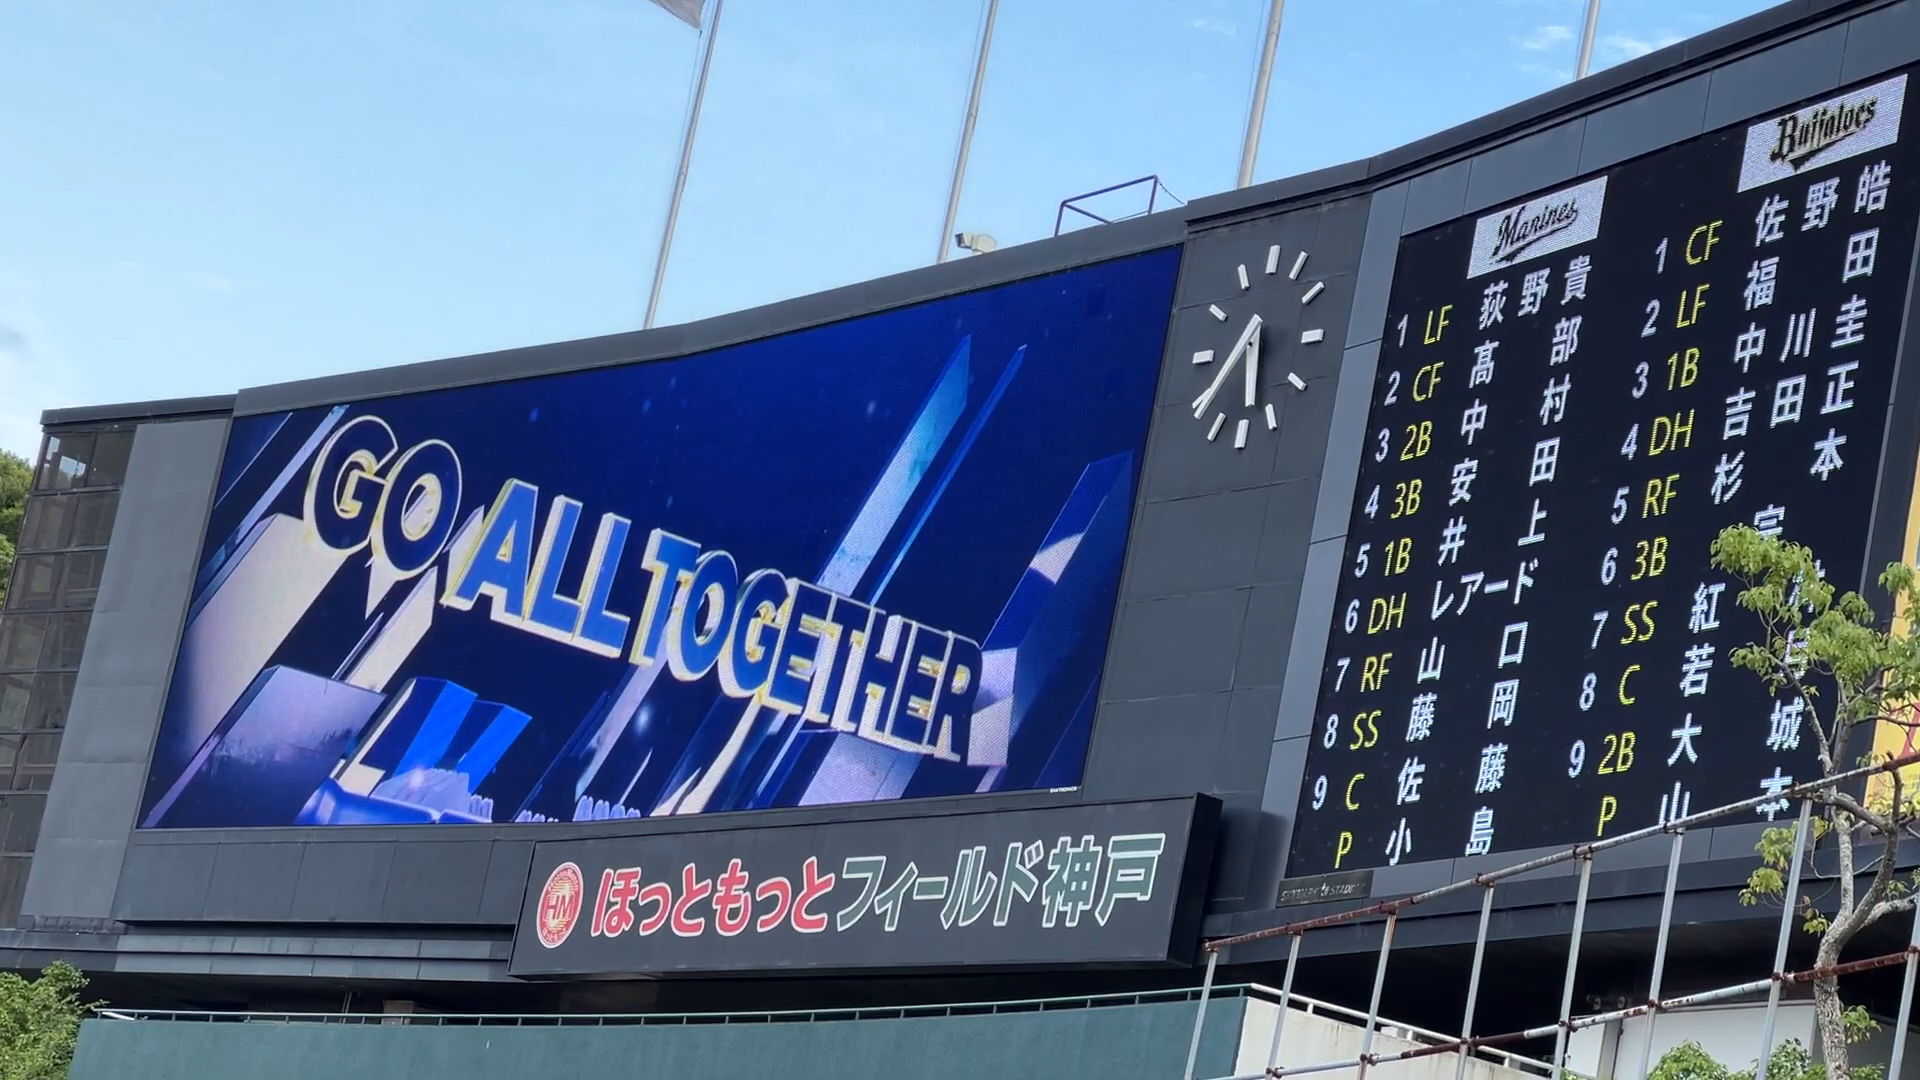 GO ALL TOGETHER
HM
ほっともっとフィールド神戸
Marines
1 LF 荻野貴
2 CF 髙部
3 2B 中村
4 3B 安田
5 1B 井上
6 DH レアード
7 RF 山口
8 SS 藤岡
9 C 佐藤
P 小島
Buffaloes
1 CF 佐野皓
2 LF 福田
3 1B 中川圭
4 DH 吉田正
5 RF 杉本
6 3B 宗
7 SS 紅
8 C 若
9 2B 大城
P 山本